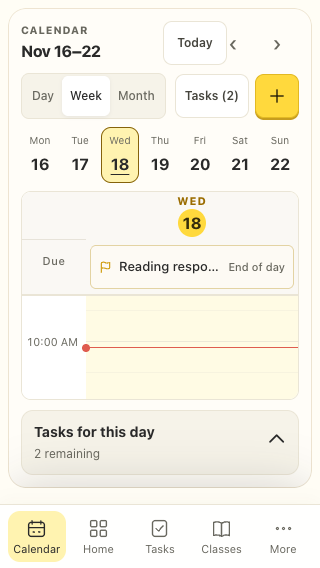 CALENDAR
Nov 16–22
Today
Day Week Month Tasks (2)
Mon Tue Wed Thu Fri Sat Sun
16 17 18 19 20 21 22
WED
18
Due Reading respo... End of day
10:00 AM
Tasks for this day
2 remaining
Calendar Home Tasks Classes More